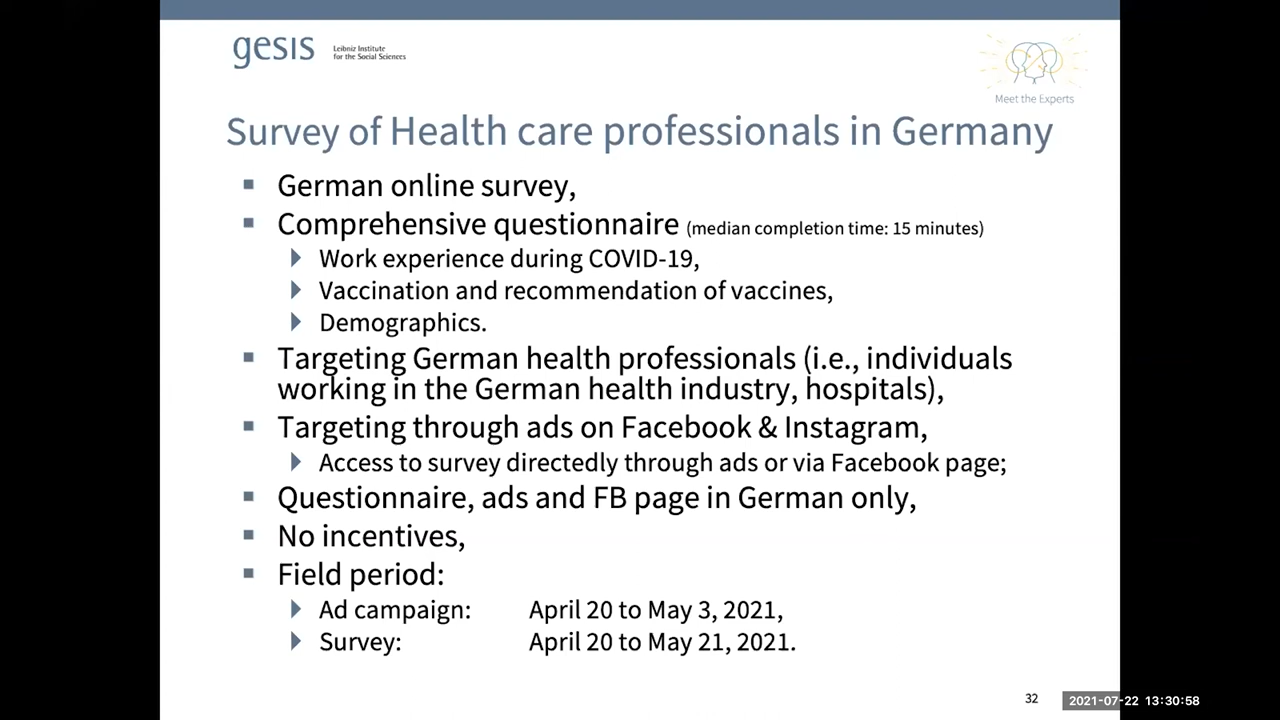 gesis
Leibniz Institute
for the Social Sciences
Meet the Experts
Survey of Health care professionals in Germany
German online survey,
Comprehensive questionnaire (median completion time: 15 minutes)
Work experience during COVID-19,
Vaccination and recommendation of vaccines,
Demographics.
Targeting German health professionals (i.e., individuals
working in the German health industry, hospitals),
Targeting through ads on Facebook & Instagram,
Access to survey directedly through ads or via Facebook page;
Questionnaire, ads and FB page in German only,
No incentives,
Field period:
Ad campaign: April 20 to May 3, 2021,
Survey: April 20 to May 21, 2021.
32
2021-07-22 13:30:58